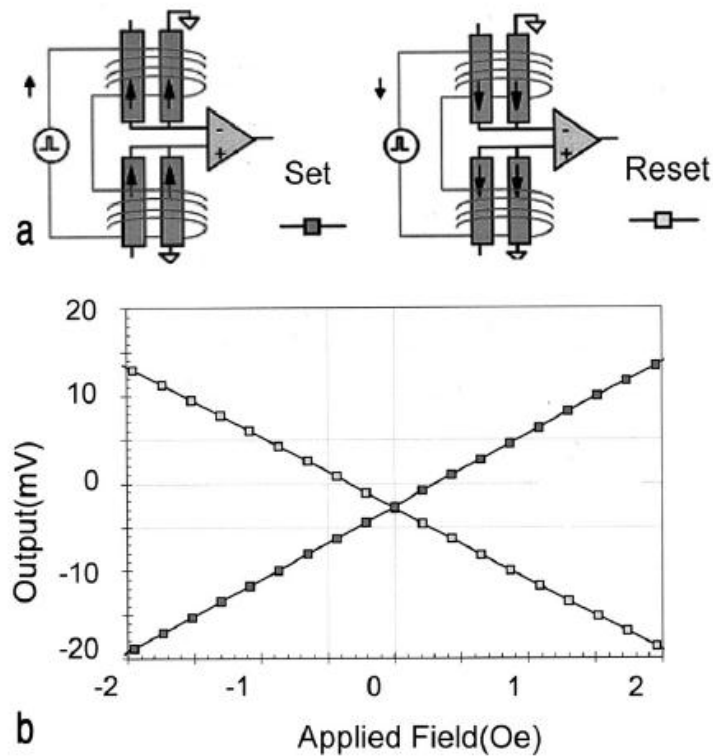 -
+
Set
a
-
+
Reset
20
10
0
-10
-20
Output(mV)
-2
-1
0
1
2
Applied Field(Oe)
b